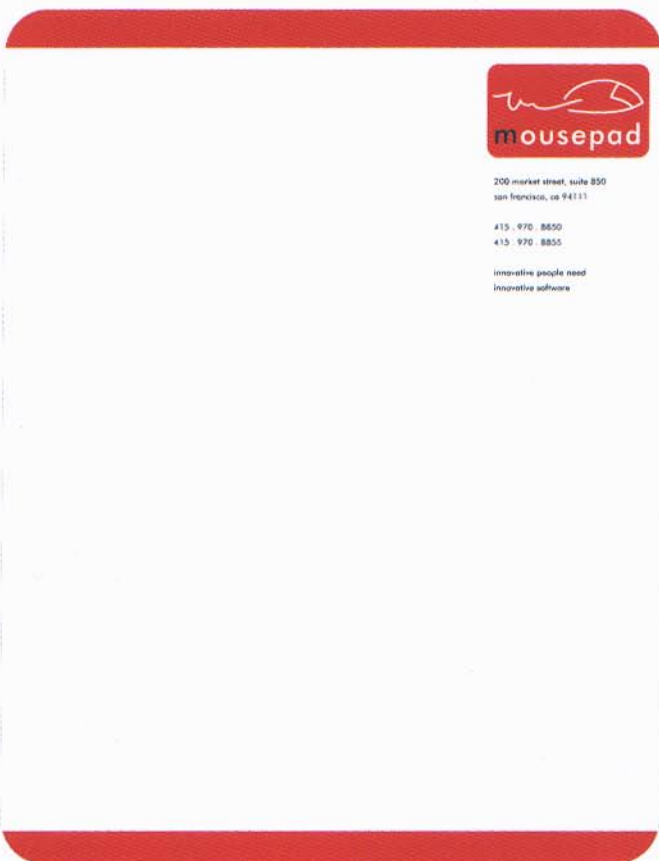 mousepad
200 market street, suite 850
san francisco, ca 94111
415 . 970 . 8850
415 . 970 . 8855
innovative people need
innovative software